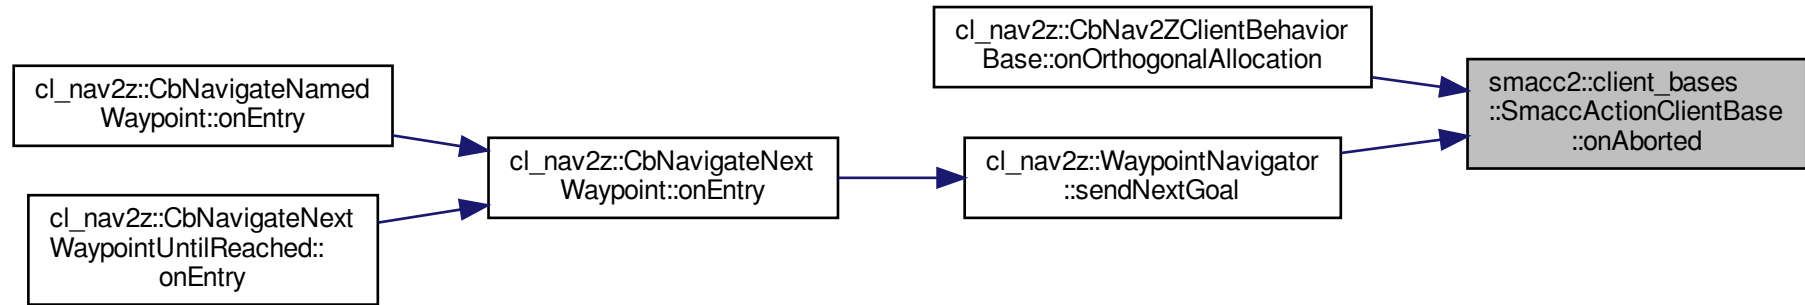 cl_nav2z::CbNavigateNamed
Waypoint::onEntry
cl_nav2z::CbNavigateNext
WaypointUntilReached::
onEntry
cl_nav2z::CbNavigateNext
Waypoint::onEntry
cl_nav2z::CbNav2ZClientBehavior
Base::onOrthogonalAllocation
cl_nav2z::WaypointNavigator
::sendNextGoal
smacc2::client_bases
::SmaccActionClientBase
::onAborted